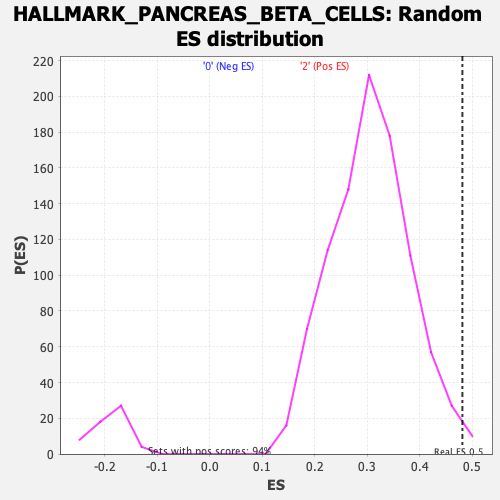 HALLMARK_PANCREAS_BETA_CELLS: Random
ES distribution
'0' (Neg ES)
'2' (Pos ES)
220
200
180
160
140
120
100
80
60
40
20
0
P(ES)
Sets with pos scores: 94%
Real ES 0.5
-0.2
-0.1
0.0
0.1
0.2
0.3
0.4
0.5
ES